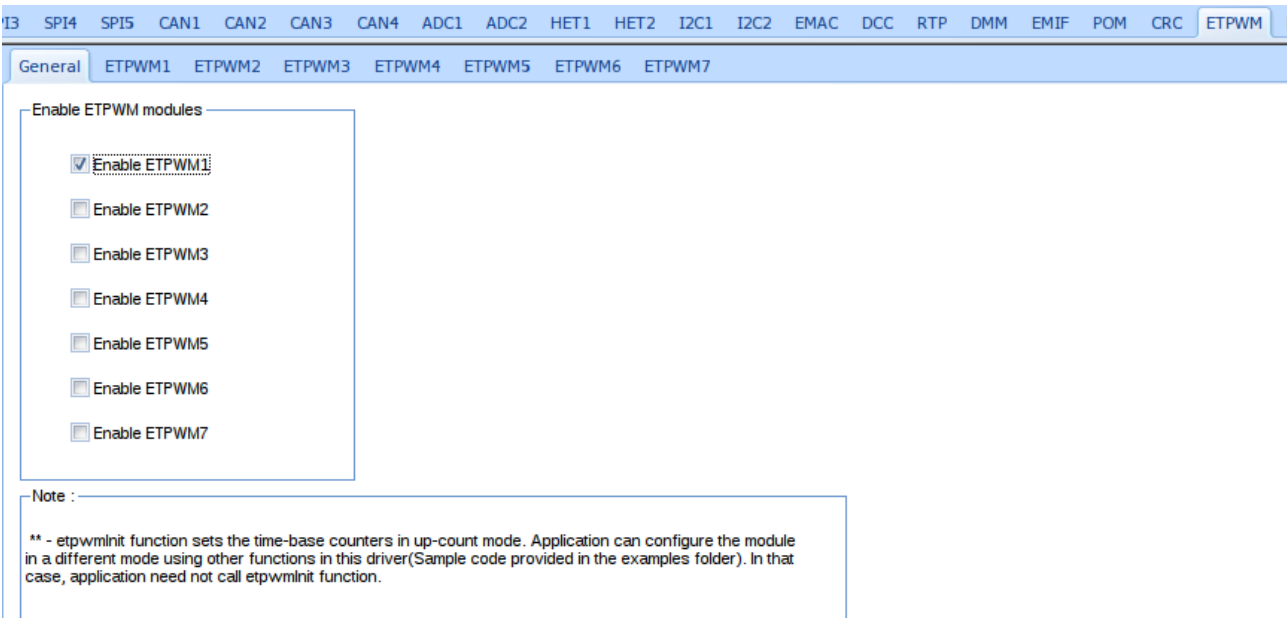 PI3 SPI4 SPI5 CAN1 CAN2 CAN3 CAN4 ADC1 ADC2 HET1 HET2 I2C1 I2C2 EMAC DCC RTP DMM EMIF POM CRC ETPWM
General ETPWM1 ETPWM2 ETPWM3 ETPWM4 ETPWM5 ETPWM6 ETPWM7
Enable ETPWM modules
Enable ETPWM1
Enable ETPWM2
Enable ETPWM3
Enable ETPWM4
Enable ETPWM5
Enable ETPWM6
Enable ETPWM7
Note :
** - etpwmInit function sets the time-base counters in up-count mode. Application can configure the module
in a different mode using other functions in this driver(Sample code provided in the examples folder). In that
case, application need not call etpwmInit function.